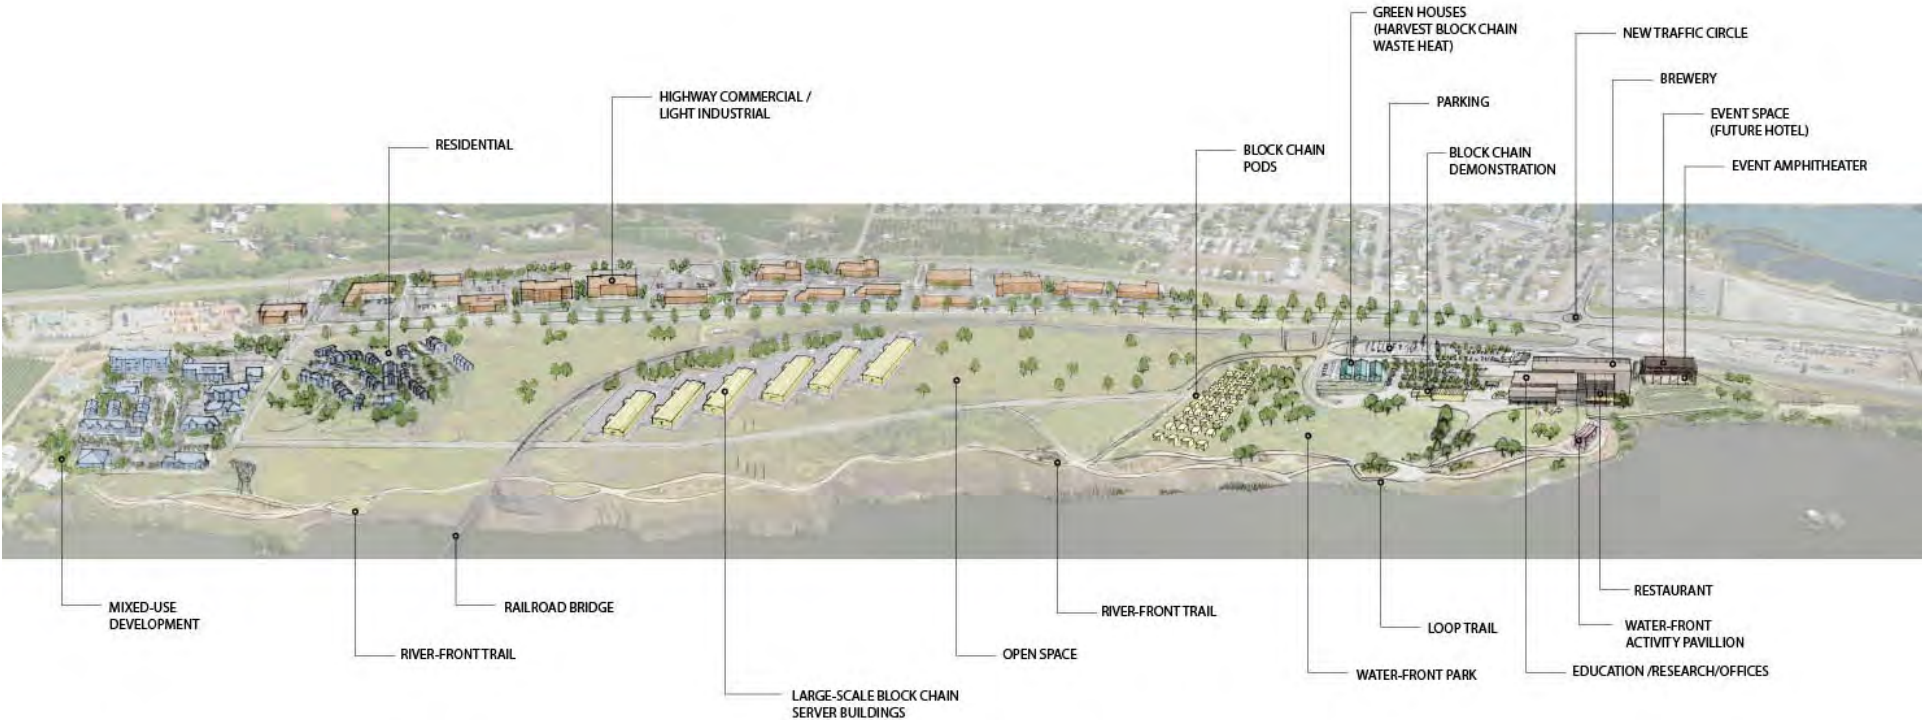 GREEN HOUSES
(HARVEST BLOCK CHAIN
WASTE HEAT)
NEW TRAFFIC CIRCLE
BREWERY
HIGHWAY COMMERCIAL /
LIGHT INDUSTRIAL
PARKING
EVENT SPACE
(FUTURE HOTEL)
RESIDENTIAL
BLOCK CHAIN
PODS
BLOCK CHAIN
DEMONSTRATION
EVENT AMPHITHEATER
MIXED-USE
DEVELOPMENT
RAILROAD BRIDGE
RIVER-FRONT TRAIL
RESTAURANT
LOOP TRAIL
WATER-FRONT
ACTIVITY PAVILLION
RIVER-FRONT TRAIL
OPEN SPACE
WATER-FRONT PARK
EDUCATION /RESEARCH/OFFICES
LARGE-SCALE BLOCK CHAIN
SERVER BUILDINGS